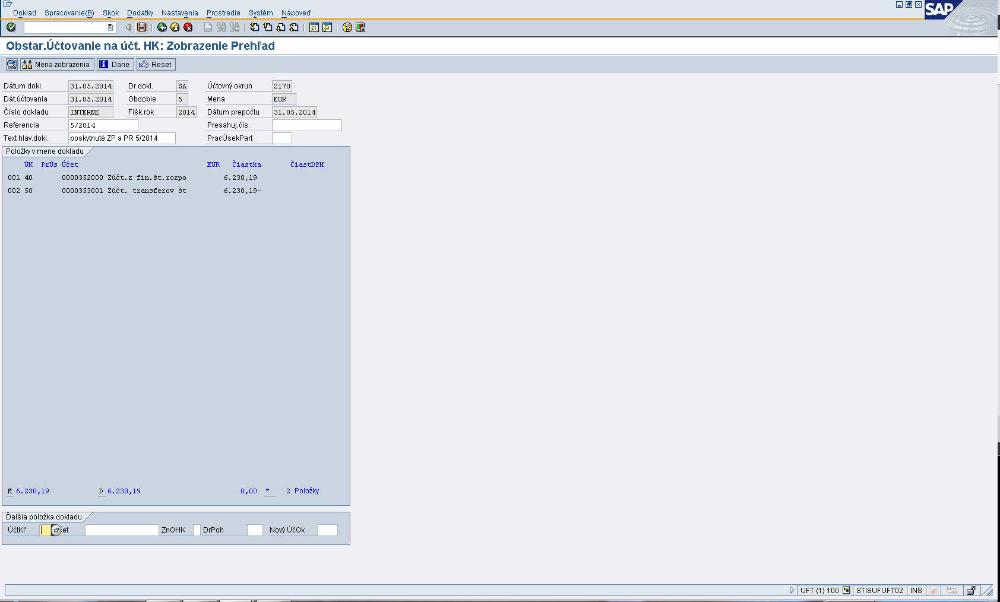 Doklad Spracovanie(B) Skok Dodatky Nastavenia Prostredie Systém Nápoveď
SAP
Obstar.Účtovanie na účt. HK: Zobrazenie Prehľad
Mena zobrazenia Dane Reset
Dátum dokl. 31.05.2014 Dr.dokl. SA Účtovný okruh 2170
Dát.účtovania 31.05.2014 Obdobie 5 Mena EUR
Číslo dokladu INTERNE Fišk.rok 2014 Dátum prepočtu 31.05.2014
Referencia 5/2014 Presahuj.čís.
Text hlav.dokl. poskytnuté ZP a PR 5/2014 PracÚsekPart
Položky v mene dokladu
ÚK PrÚs Účet EUR Čiastka ČiastDPH
001 40 0000352000 Zúčt.z fin.št.rozpo 6.230,19
002 50 0000353001 Zúčt. transferov št 6.230,19-
M 6.230,19 D 6.230,19 0,00 * 2 Položky
Ďalšia položka dokladu
ÚčtKľ čet ZnOHK DrPoh Nový ÚčOk
UFT (1) 100 STISUFUFT02 INS